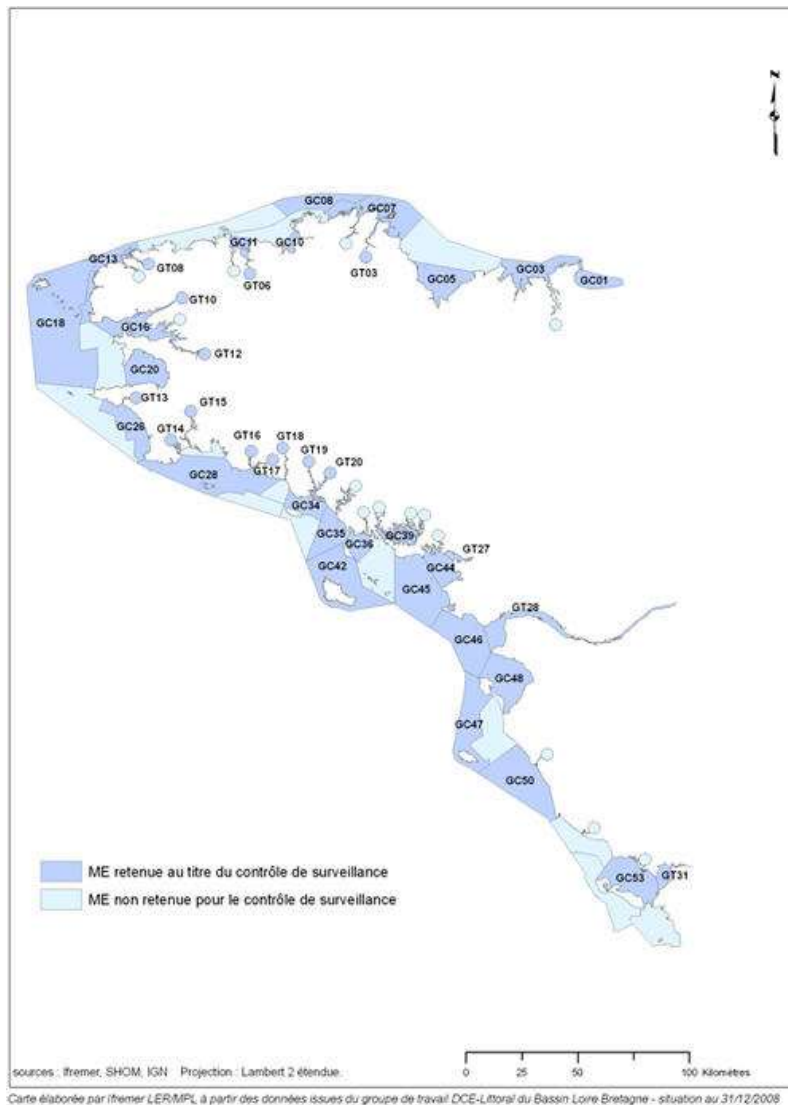 N
GC08
GC07
GC13
GC11
GC10
GT08
GT03
GC03
GC05
GT06
GC01
GT10
GC18
GC16
GT12
GC20
GT13
GT15
GC26
GT14
GT16
GT18
GT19
GT17
GT20
GC28
GC34
GC35
GC36
GC39
GT27
GC42
GC44
GC45
GT28
GC46
GC48
GC47
GC50
ME retenue au titre du contrôle de surveillance
GC53
GT31
ME non retenue pour le contrôle de surveillance
0 25 50 100 Kilomètres
sources : Ifremer, SHOM, IGN Projection : Lambert 2 étendue.
Carte élaborée par Ifremer LER/MPL à partir des données issues du groupe de travail DCE-Littoral du Bassin Loire Bretagne - situation au 31/12/2008